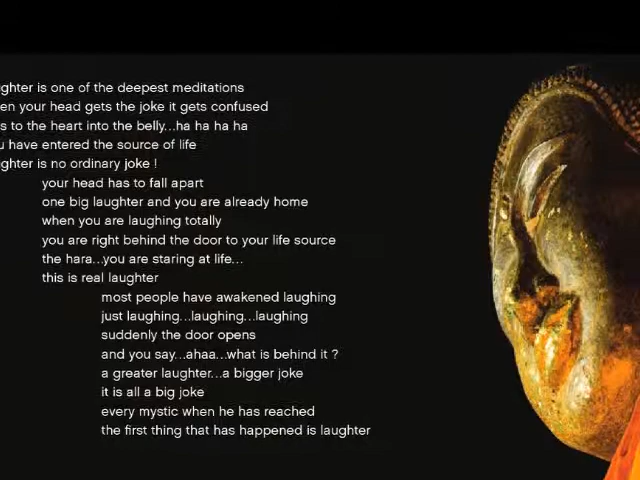 ghter is one of the deepest meditations
en your head gets the joke it gets confused
s to the heart into the belly...ha ha ha ha
u have entered the source of life
ghter is no ordinary joke !
your head has to fall apart
one big laughter and you are already home
when you are laughing totally
you are right behind the door to your life source
the hara...you are staring at life...
this is real laughter
most people have awakened laughing
just laughing...laughing...laughing
suddenly the door opens
and you say...ahaa...what is behind it ?
a greater laughter...a bigger joke
it is all a big joke
every mystic when he has reached
the first thing that has happened is laughter